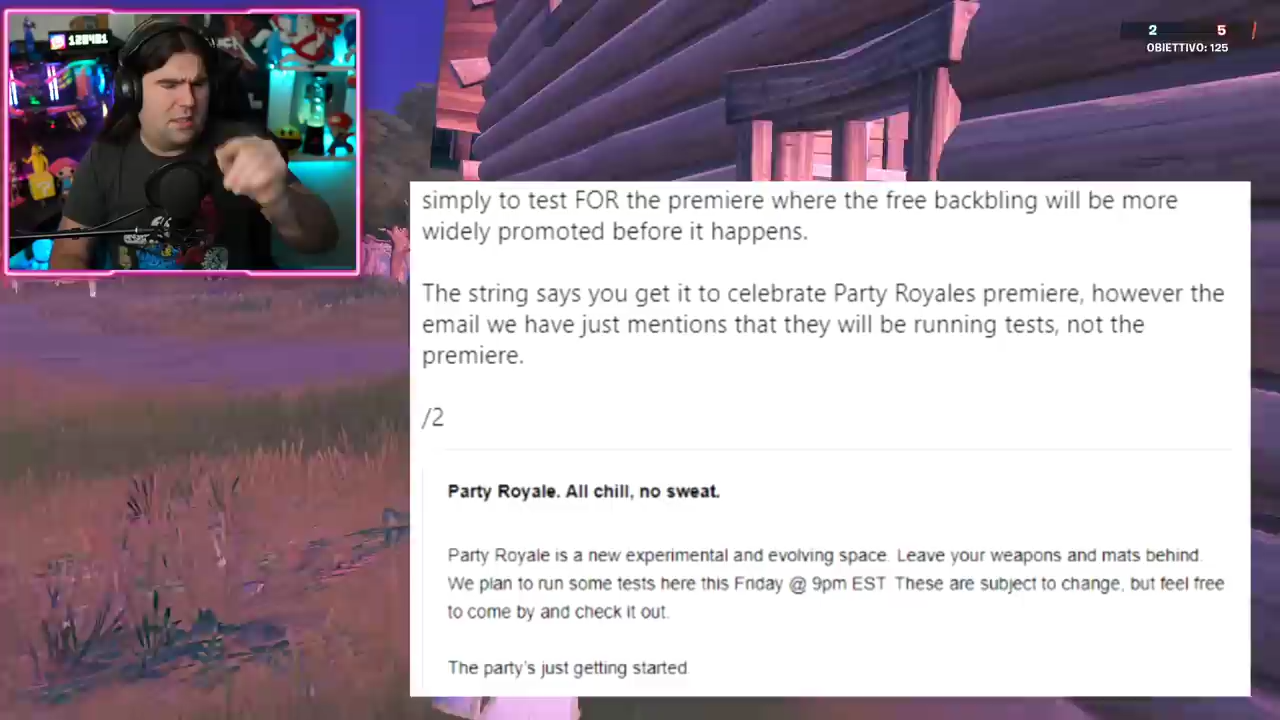 120401
2 5
OBIETTIVO: 125
simply to test FOR the premiere where the free backbling will be more
widely promoted before it happens.
The string says you get it to celebrate Party Royales premiere, however the
email we have just mentions that they will be running tests, not the
premiere.
/2
Party Royale. All chill, no sweat.
Party Royale is a new experimental and evolving space. Leave your weapons and mats behind.
We plan to run some tests here this Friday @ 9pm EST. These are subject to change, but feel free
to come by and check it out.
The party's just getting started.